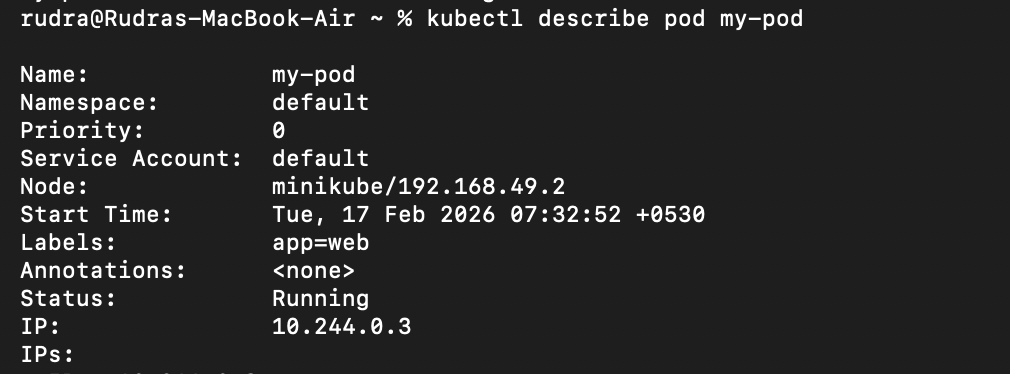 rudra@Rudras-MacBook-Air ~ % kubectl describe pod my-pod
Name: my-pod
Namespace: default
Priority: 0
Service Account: default
Node: minikube/192.168.49.2
Start Time: Tue, 17 Feb 2026 07:32:52 +0530
Labels: app=web
Annotations: <none>
Status: Running
IP: 10.244.0.3
IPs: